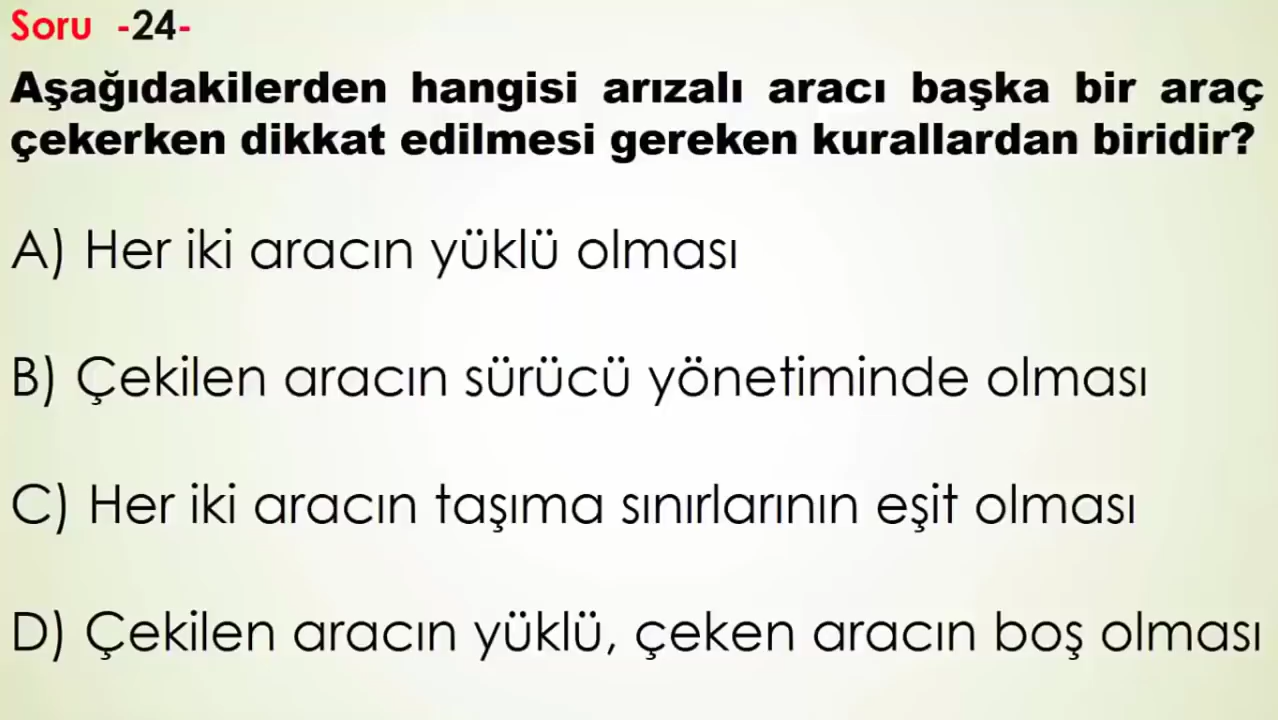 Soru -24-
Aşağıdakilerden hangisi arızalı aracı başka bir araç
çekerken dikkat edilmesi gereken kurallardan biridir?
A) Her iki aracın yüklü olması
B) Çekilen aracın sürücü yönetiminde olması
C) Her iki aracın taşıma sınırlarının eşit olması
D) Çekilen aracın yüklü, çeken aracın boş olması